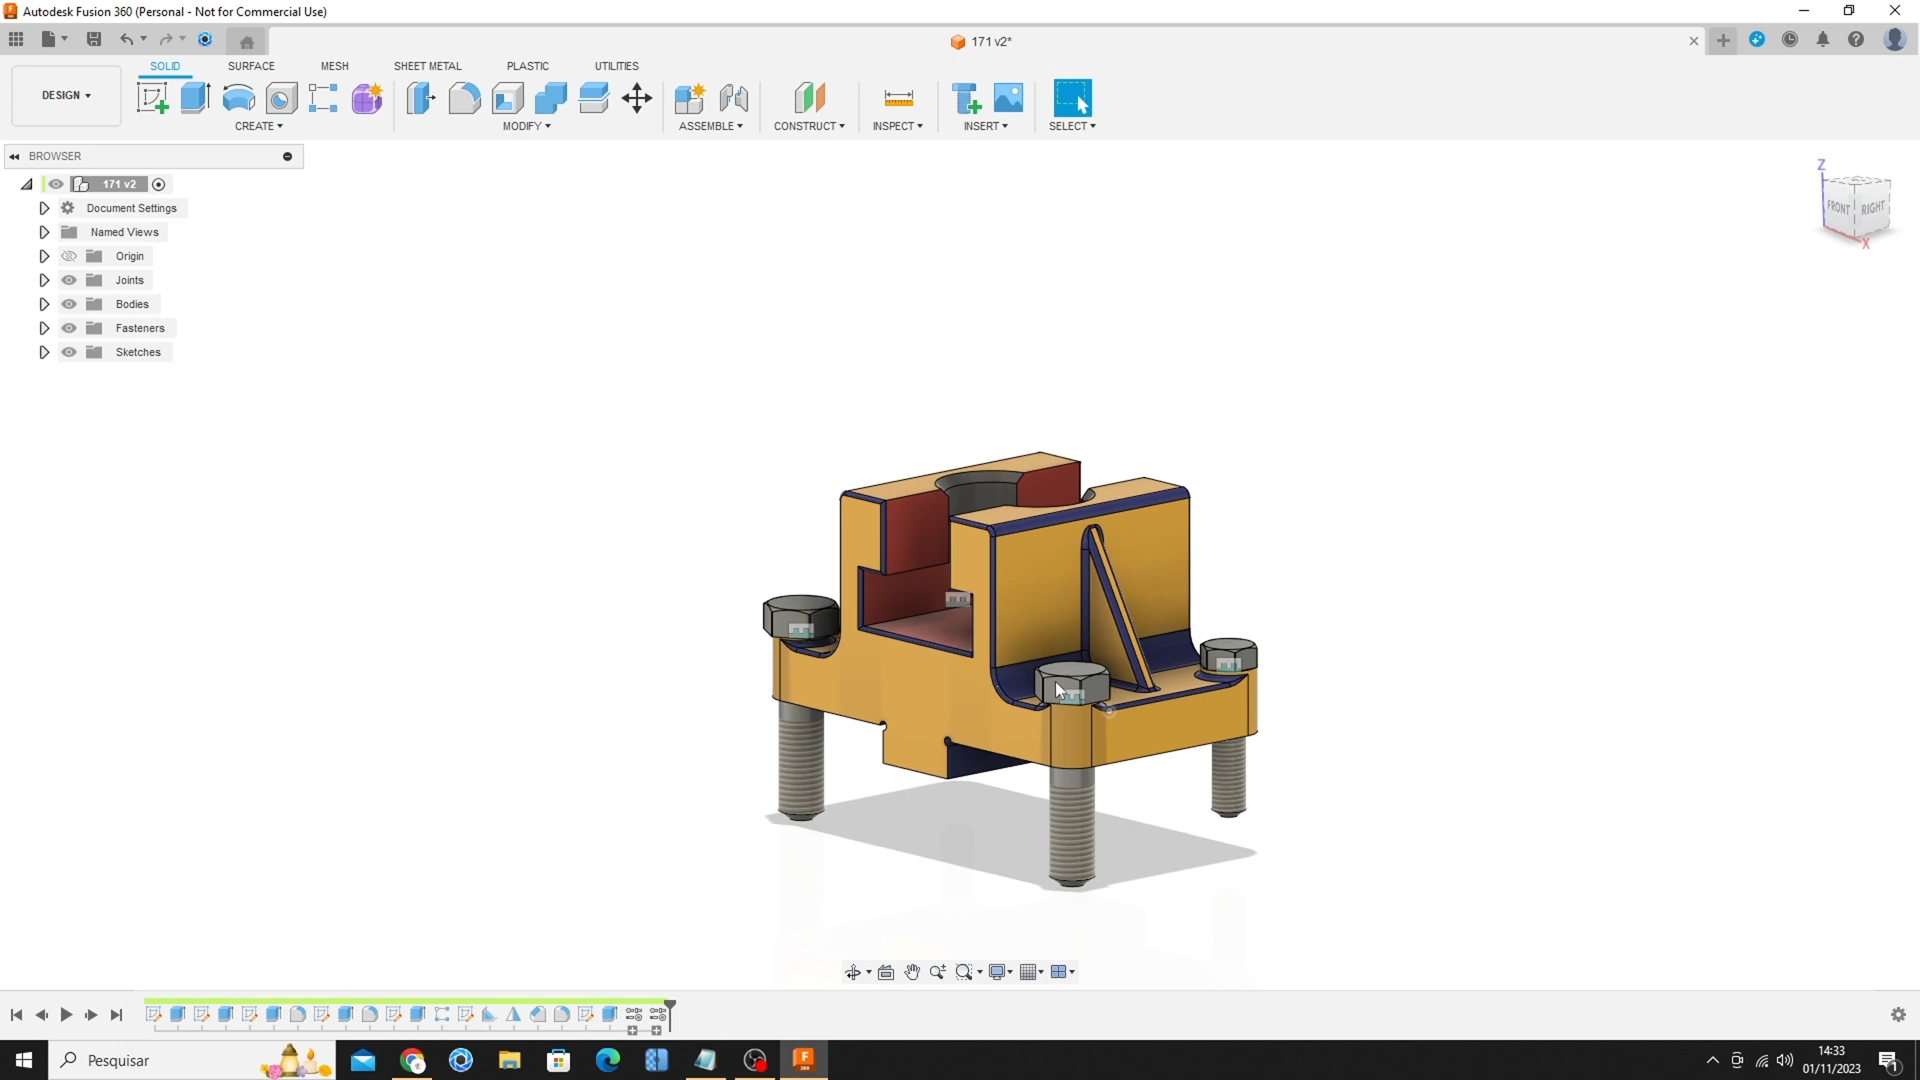 Autodesk Fusion 360 (Personal - Not for Commercial Use)
171 v2*
SOLID SURFACE MESH SHEET METAL PLASTIC UTILITIES
DESIGN
CREATE MODIFY ASSEMBLE CONSTRUCT INSPECT INSERT SELECT
BROWSER
171 v2
Document Settings
Named Views
Origin
Joints
Bodies
Fasteners
Sketches
Z
FRONT RIGHT
X
Pesquisar
F
360
14:33
01/11/2023
1